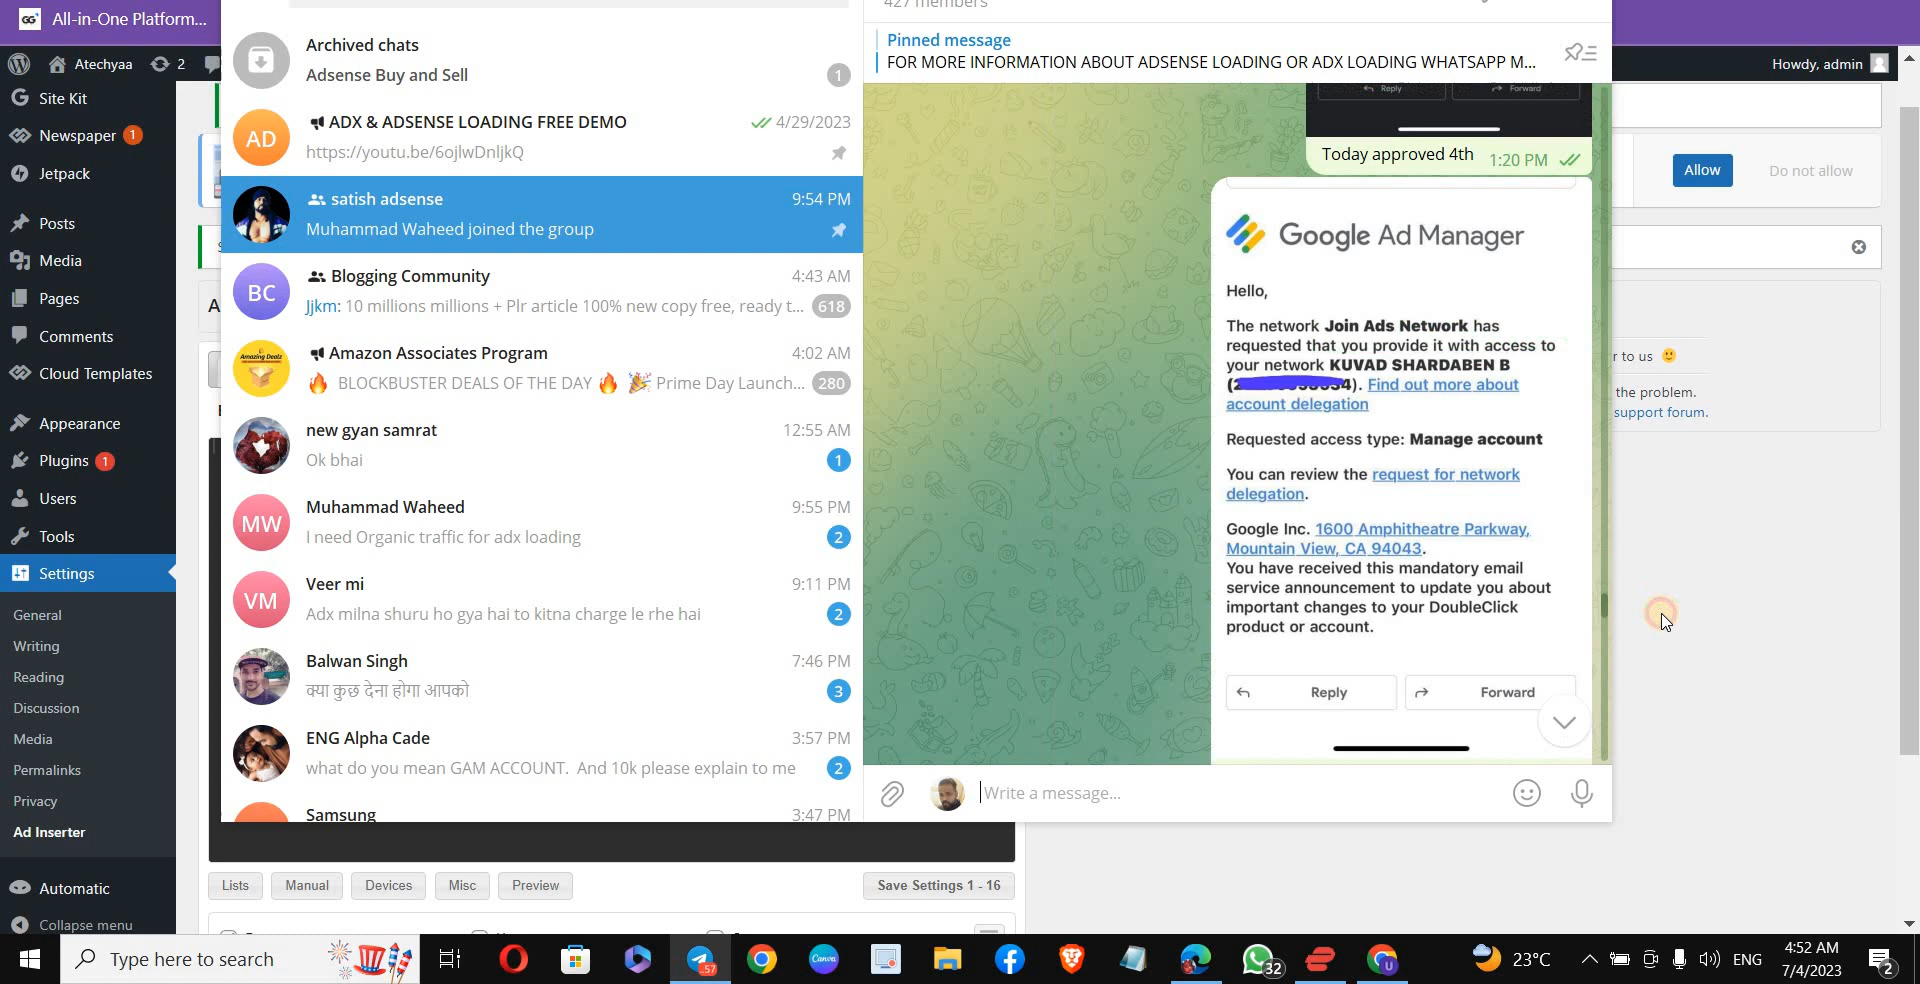 All-in-One Platform...
427 members
Atechyaa
2
Howdy, admin
Site Kit
Newspaper 1
Jetpack
Posts
Media
Pages
Comments
Cloud Templates
Appearance
Plugins 1
Users
Tools
Settings
General
Writing
Reading
Discussion
Media
Permalinks
Privacy
Ad Inserter
Automatic
Collapse menu
Archived chats
Adsense Buy and Sell
1
AD
ADX & ADSENSE LOADING FREE DEMO
4/29/2023
https://youtu.be/6ojlwDnljkQ
satish adsense
9:54 PM
Muhammad Waheed joined the group
BC
Blogging Community
4:43 AM
Jjkm: 10 millions millions + Plr article 100% new copy free, ready t...
618
Amazon Associates Program
4:02 AM
🔥 BLOCKBUSTER DEALS OF THE DAY 🔥 🎉 Prime Day Launch...
280
new gyan samrat
12:55 AM
Ok bhai
1
MW
Muhammad Waheed
9:55 PM
I need Organic traffic for adx loading
2
VM
Veer mi
9:11 PM
Adx milna shuru ho gya hai to kitna charge le rhe hai
2
Balwan Singh
7:46 PM
क्या कुछ देना होगा आपको
3
ENG Alpha Cade
3:57 PM
what do you mean GAM ACCOUNT. And 10k please explain to me
2
Samsung
3:47 PM
Pinned message
FOR MORE INFORMATION ABOUT ADSENSE LOADING OR ADX LOADING WHATSAPP M...
Reply
Forward
Today approved 4th
1:20 PM
Google Ad Manager
Hello,
The network Join Ads Network has
requested that you provide it with access to
your network KUVAD SHARDABEN B
4). Find out more about
account delegation
Requested access type: Manage account
You can review the request for network
delegation.
Google Inc. 1600 Amphitheatre Parkway,
Mountain View, CA 94043.
You have received this mandatory email
service announcement to update you about
important changes to your DoubleClick
product or account.
Reply
Forward
Write a message...
Allow
Do not allow
r to us 🙂
the problem.
support forum.
Lists
Manual
Devices
Misc
Preview
Save Settings 1 - 16
Type here to search
Canva
57
32
23°C
ENG
4:52 AM
7/4/2023
2